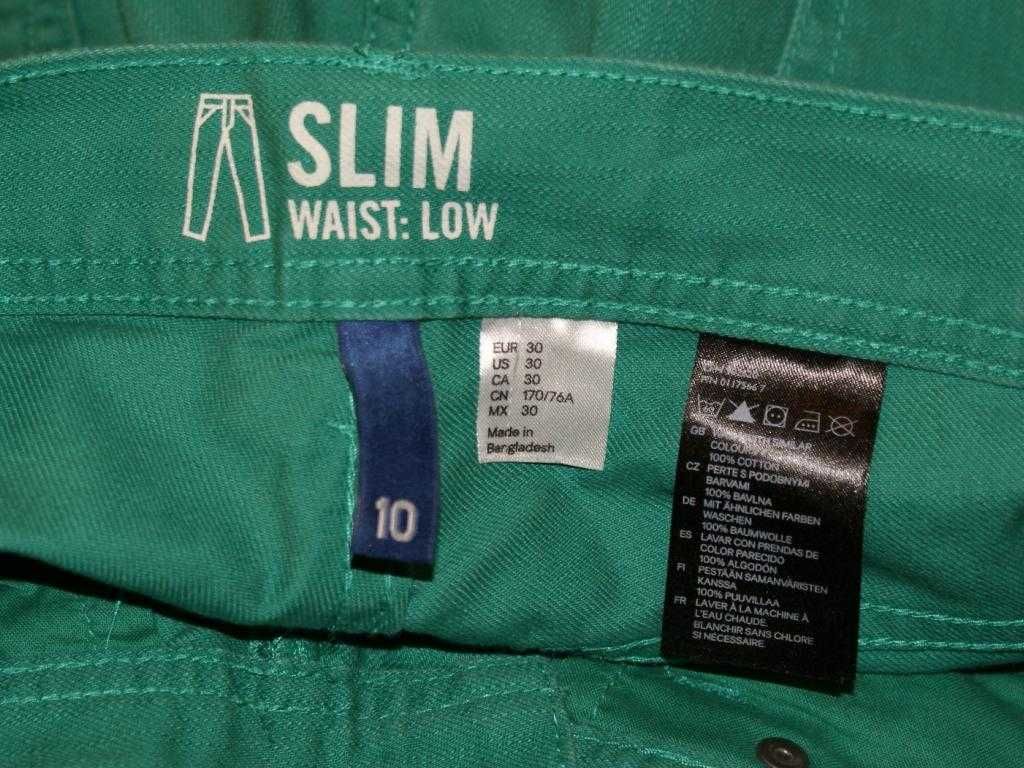 SLIM
WAIST: LOW
10
EUR 30
US 30
CA 30
CN 170/76A
MX 30
Made in
Bangladesh
GB
COLOURS
100% COTTON
CZ PERTE S PODOBNÝMI
BARVAMI
100% BAVLNA
DE MIT ÄHNLICHEN FARBEN
WASCHEN
100% BAUMWOLLE
ES LAVAR CON PRENDAS DE
COLOR PARECIDO
100% ALGODÓN
FI PESTÄÄN SAMANVÄRISTEN
KANSSA
100% PUUVILLAA
FR LAVER À LA MACHINE À
L'EAU CHAUDE.
BLANCHIR SANS CHLORE
SI NÉCESSAIRE.